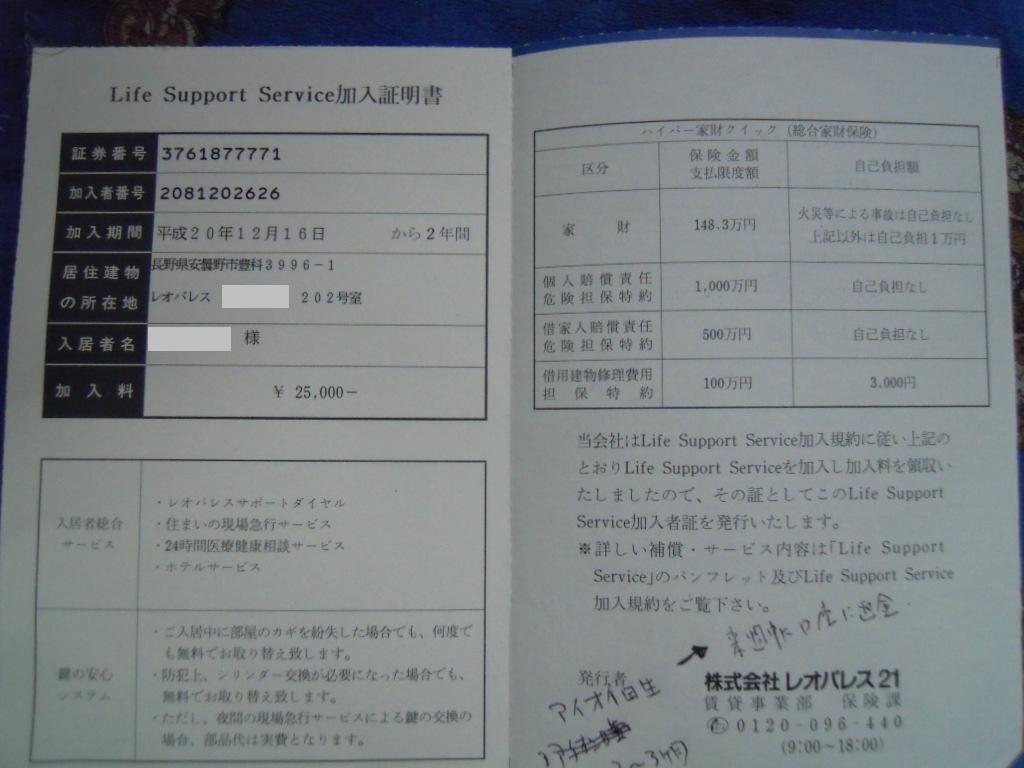 Life Support Service加入証明書
証券番号 3761877771
加入者番号 2081202626
加入期間 平成20年12月16日 から2年間
居住建物の所在地 長野県安曇野市豊科3996-1
レオパレス 202号室
入居者名 様
加入料 ¥ 25,000-
入居者総合サービス
・レオパレスサポートダイヤル
・住まいの現場急行サービス
・24時間医療健康相談サービス
・ホテルサービス
鍵の安心システム
・ご入居中に部屋のカギを紛失した場合でも、何度で
も無料でお取り替え致します。
・防犯上、シリンダー交換が必要になった場合でも、
無料でお取り替え致します。
・ただし、夜間の現場急行サービスによる鍵の交換の
場合、部品代は実費となります。
ハイパー家財クイック(総合家財保険)
区分 保険金額支払限度額 自己負担額
家財 148.3万円 火災等による事故は自己負担なし
上記以外は自己負担1万円
個人賠償責任危険担保特約 1,000万円 自己負担なし
借家人賠償責任危険担保特約 500万円 自己負担なし
借用建物修理費用担保特約 100万円 3,000円
当会社はLife Support Service加入規約に従い上記の
とおりLife Support Serviceを加入し加入料を領収い
たしましたので、その証としてこのLife Support
Service加入者証を発行いたします。
※詳しい補償・サービス内容は「Life Support
Service」のパンフレット及びLife Support Service
加入規約をご覧下さい。
来週中に口座に返金.
発行者 株式会社レオパレス21
アイオイ
賃貸事業部 保険課
0120-096-440
(9:00~18:00)